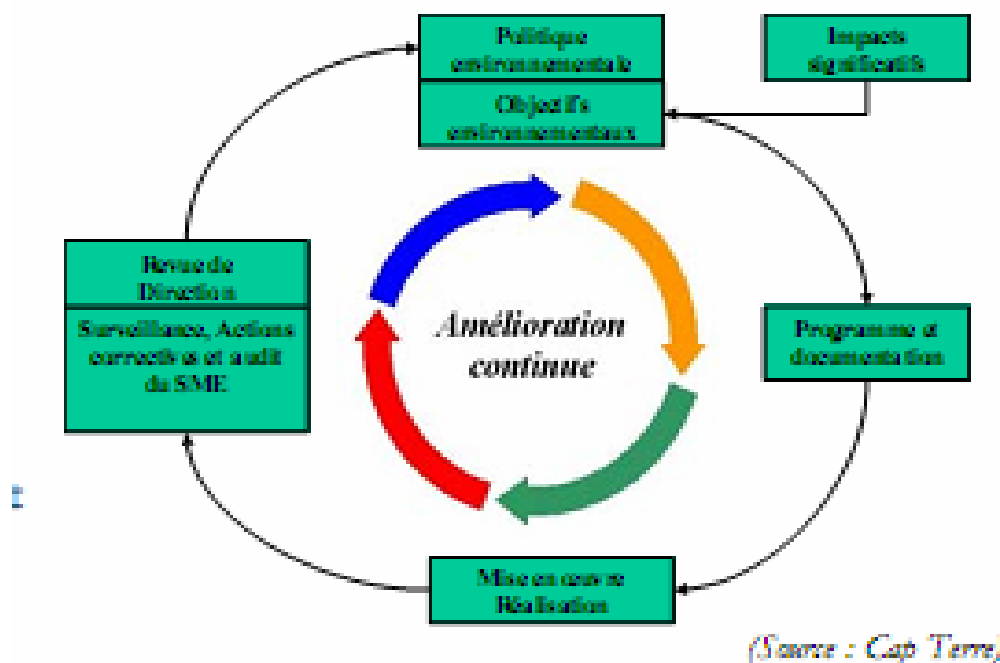 Politique
environnementale
Objectifs
environnementaux
Impacts
significatifs
Revue de
Direction
Surveillance, Actions
correctives et audit
du SME
Amélioration
continue
Programme et
documentation
Mise en œuvre
Réalisation
(Source : Cap Terre)